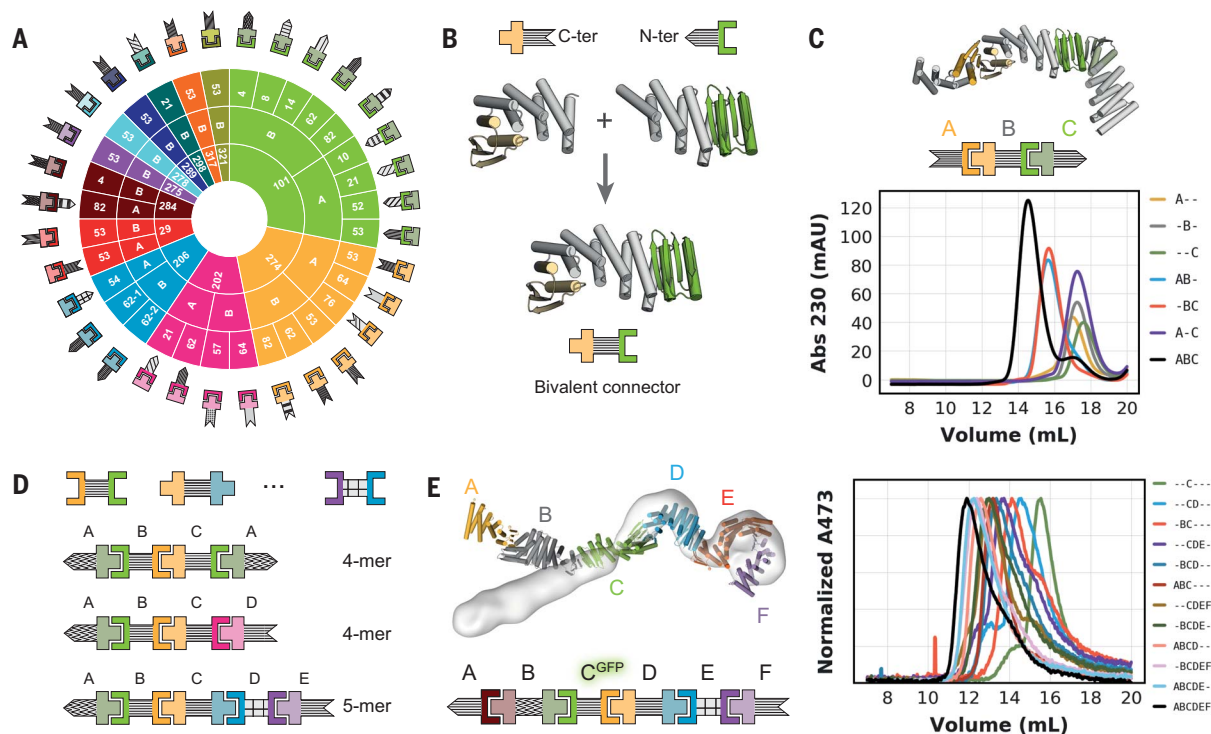 A
53
53
21
53
53
53
4
82
53
53
54
62-1
62-2
21
62
57
64
82
62
53
76
64
53
53
52
21
10
82
62
14
8
4
B
B
B
B
B
B
B
A
B
A
A
B
A
B
B
A
A
B
321
317
298
289
278
275
284
29
206
202
274
101
B
C-ter
N-ter
+
Bivalent connector
C
A B C
Abs 230 (mAU)
120
100
80
60
40
20
0
8 10 12 14 16 18 20
Volume (mL)
A--
-B-
--C
AB-
-BC
A-C
ABC
D
...
A B C A
4-mer
A B C D
4-mer
A B C D E
5-mer
E
A
B
C
D
E
F
A B C^GFP D E F
Normalized A473
8 10 12 14 16 18 20
Volume (mL)
--C---
--CD--
-BC---
--CDE-
-BCD--
ABC---
--CDEF
-BCDE-
ABCD--
-BCDEF
ABCDE-
ABCDEF